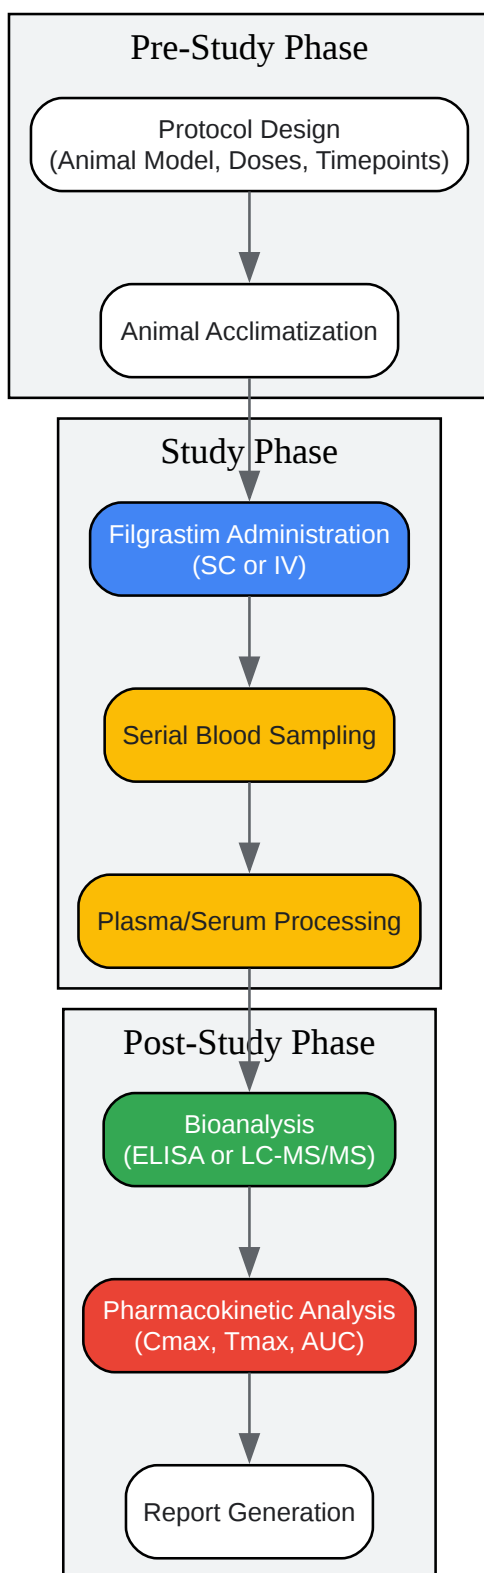 Pre-Study Phase
Protocol Design
(Animal Model, Doses, Timepoints)
Animal Acclimatization
Study Phase
Filgrastim Administration
(SC or IV)
Serial Blood Sampling
Plasma/Serum Processing
Post-Study Phase
Bioanalysis
(ELISA or LC-MS/MS)
Pharmacokinetic Analysis
(Cmax, Tmax, AUC)
Report Generation